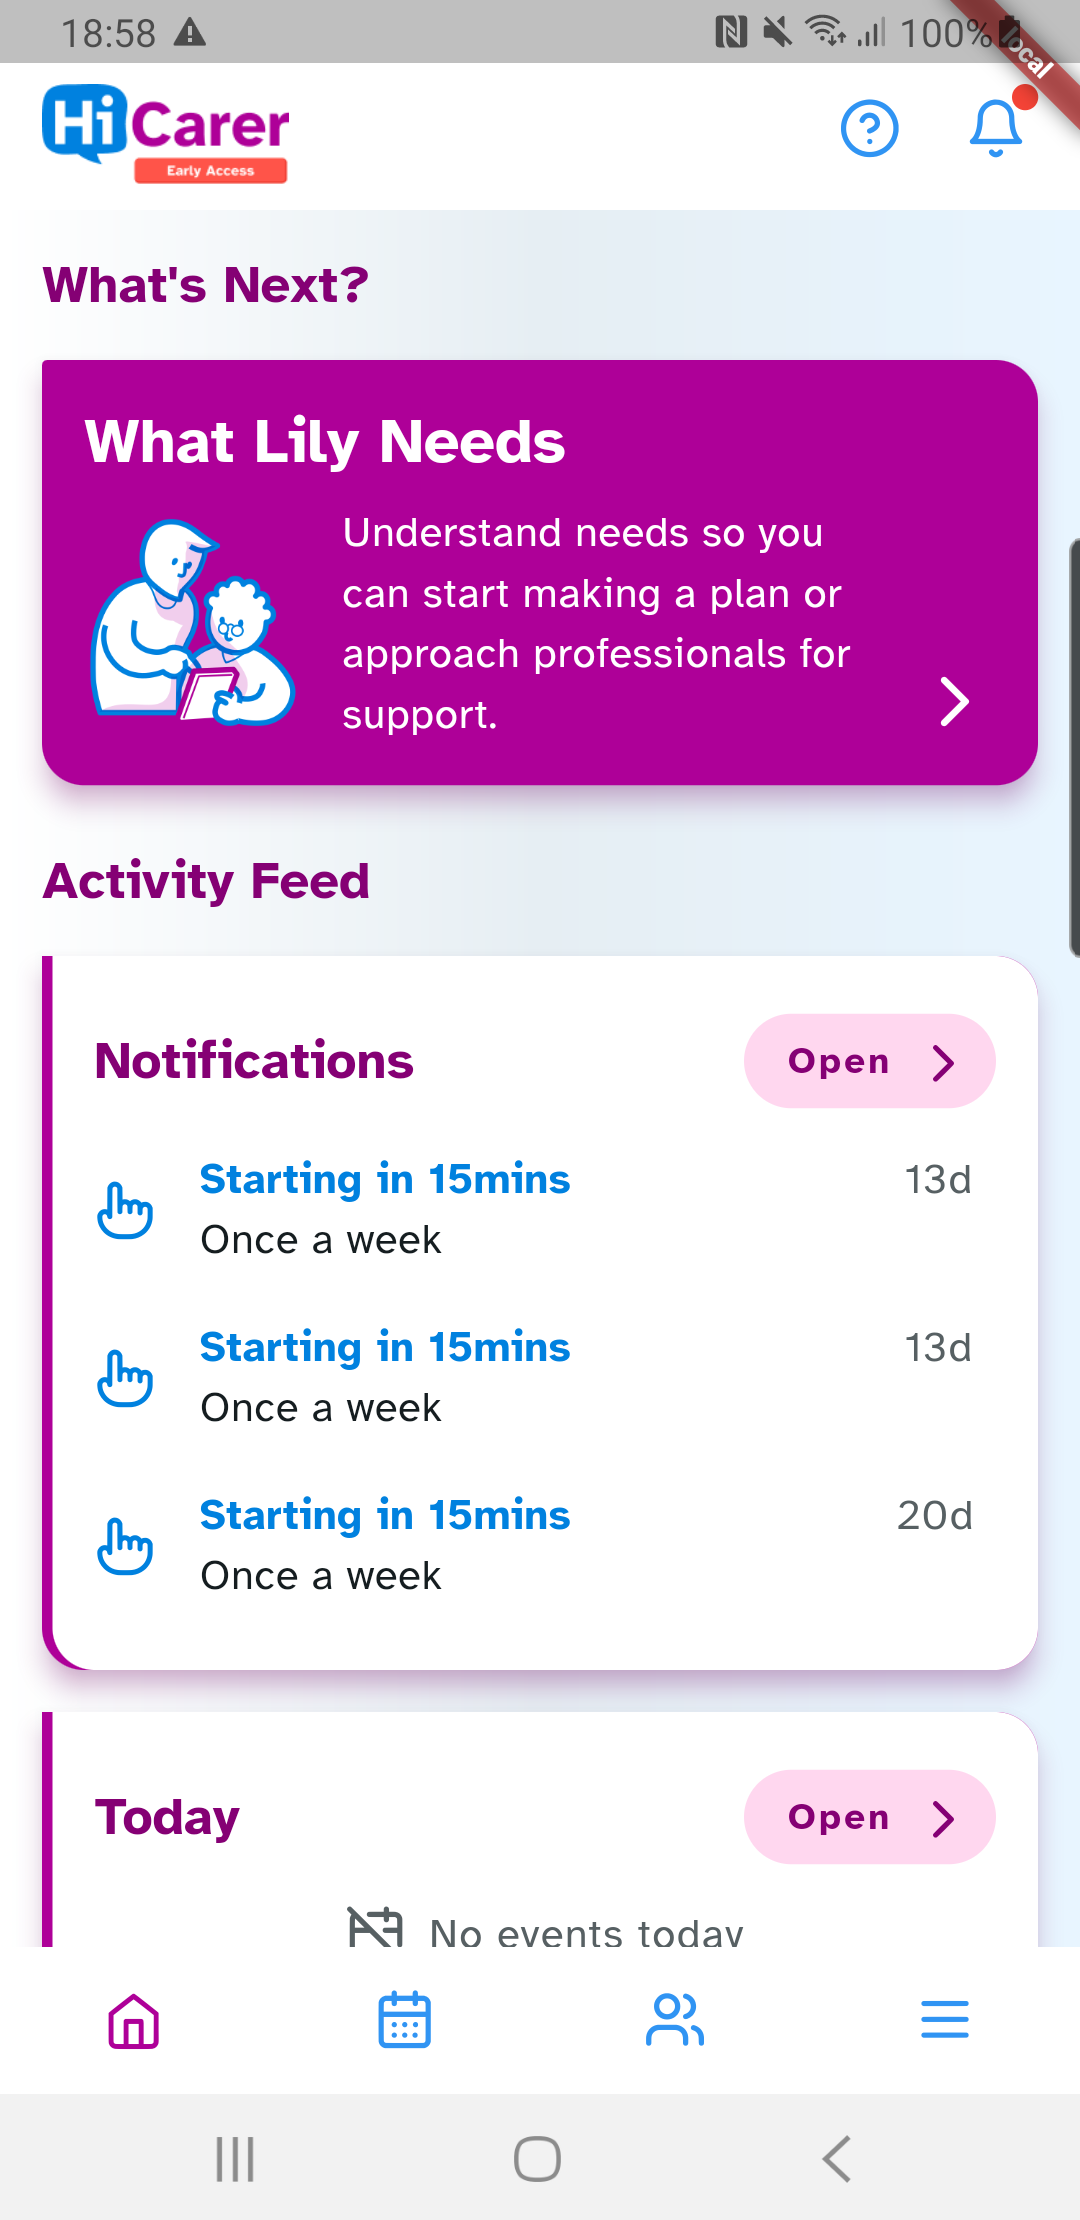 18:58
100%
local
Hi Carer
Early Access
What's Next?
What Lily Needs
Understand needs so you
can start making a plan or
approach professionals for
support.
Activity Feed
Notifications
Open
Starting in 15mins
13d
Once a week
Starting in 15mins
13d
Once a week
Starting in 15mins
20d
Once a week
Today
Open
No events today